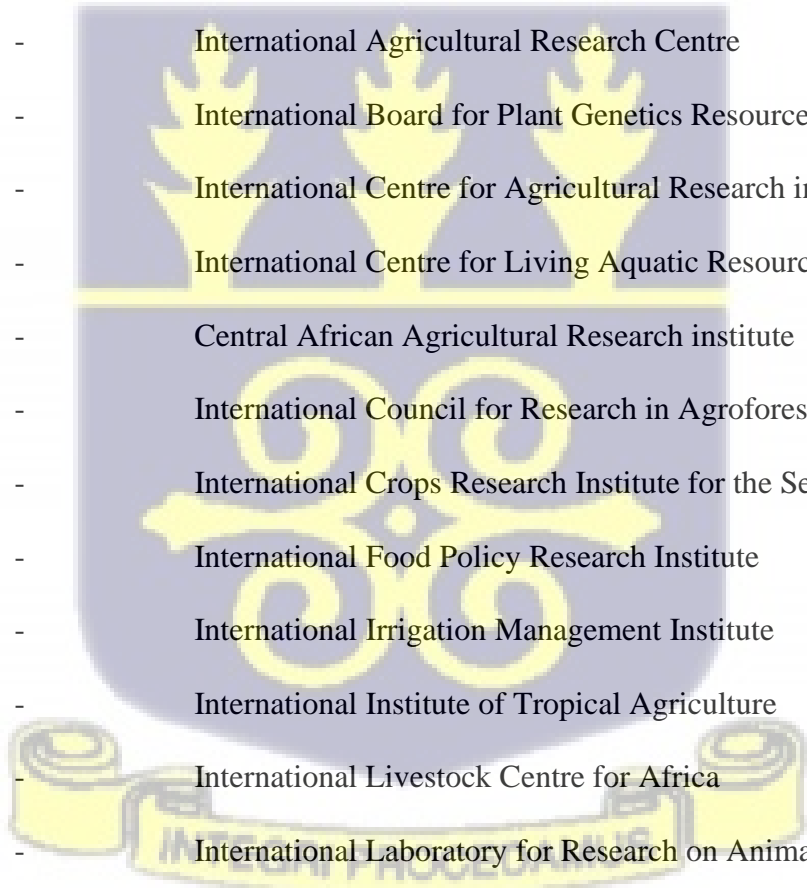 - International Agricultural Research Centre
- International Board for Plant Genetics Resource
- International Centre for Agricultural Research in
- International Centre for Living Aquatic Resourc
- Central African Agricultural Research institute
- International Council for Research in Agrofores
- International Crops Research Institute for the Se
- International Food Policy Research Institute
- International Irrigation Management Institute
- International Institute of Tropical Agriculture
- International Livestock Centre for Africa
- International Laboratory for Research on Anima
INTEGRI PROCEDAMUS